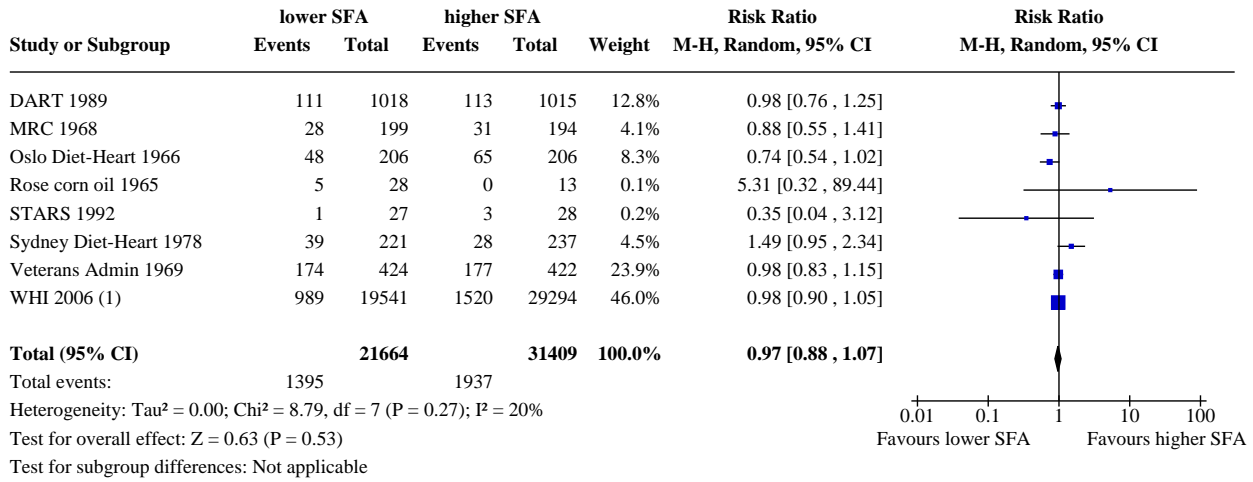 lower SFA higher SFA Risk Ratio Risk Ratio
Study or Subgroup Events Total Events Total Weight M-H, Random, 95% CI M-H, Random, 95% CI
DART 1989 111 1018 113 1015 12.8% 0.98 [0.76 , 1.25]
MRC 1968 28 199 31 194 4.1% 0.88 [0.55 , 1.41]
Oslo Diet-Heart 1966 48 206 65 206 8.3% 0.74 [0.54 , 1.02]
Rose corn oil 1965 5 28 0 13 0.1% 5.31 [0.32 , 89.44]
STARS 1992 1 27 3 28 0.2% 0.35 [0.04 , 3.12]
Sydney Diet-Heart 1978 39 221 28 237 4.5% 1.49 [0.95 , 2.34]
Veterans Admin 1969 174 424 177 422 23.9% 0.98 [0.83 , 1.15]
WHI 2006 (1) 989 19541 1520 29294 46.0% 0.98 [0.90 , 1.05]
Total (95% CI) 21664 31409 100.0% 0.97 [0.88 , 1.07]
Total events: 1395 1937
Heterogeneity: Tau² = 0.00; Chi² = 8.79, df = 7 (P = 0.27); I² = 20%
Test for overall effect: Z = 0.63 (P = 0.53)
Test for subgroup differences: Not applicable
0.01 0.1 1 10 100
Favours lower SFA Favours higher SFA